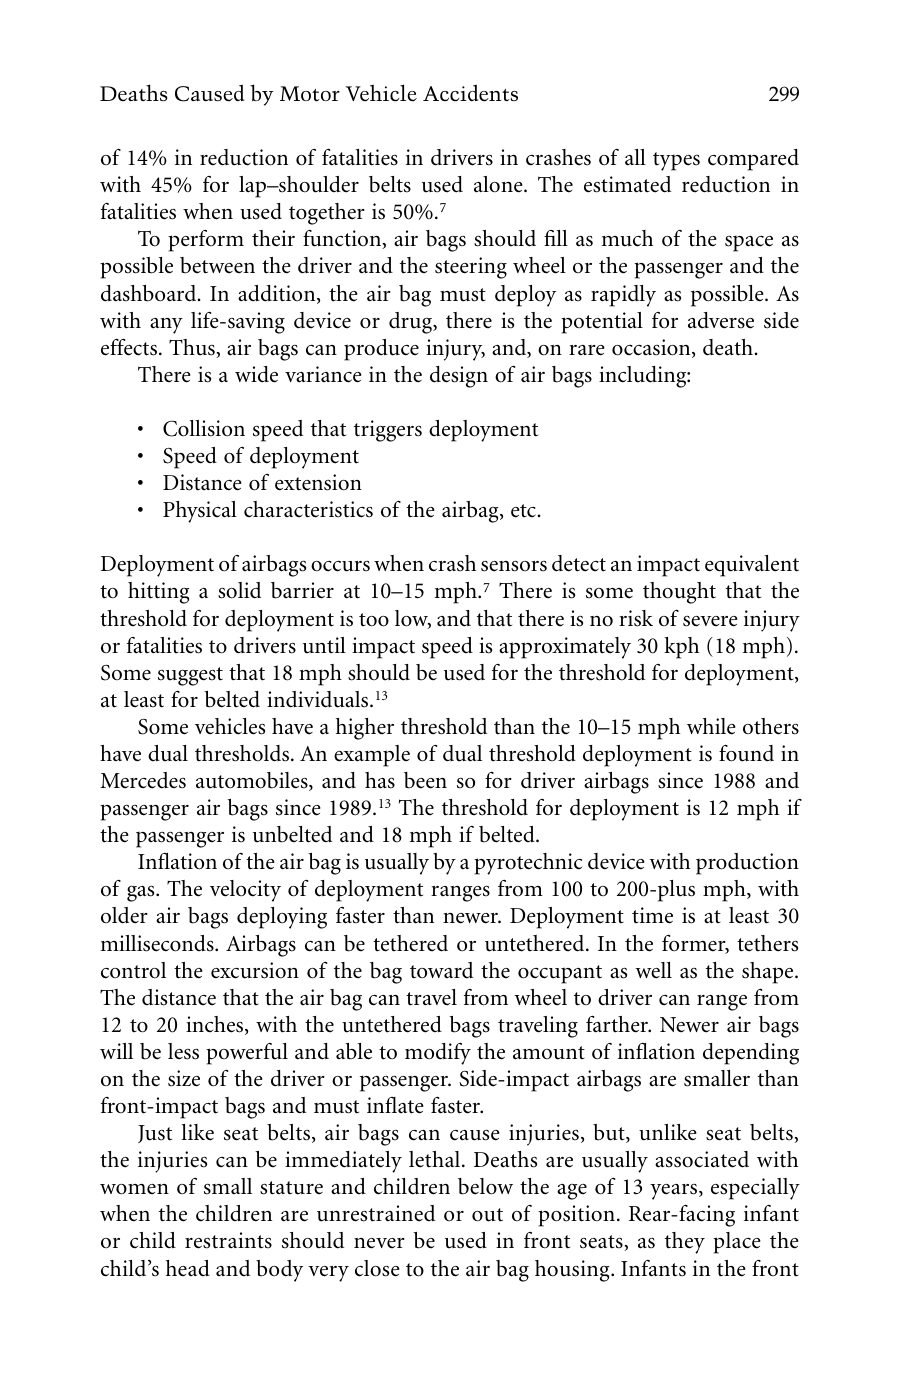 Deaths Caused by Motor Vehicle Accidents 299
of 14% in reduction of fatalities in drivers in crashes of all types compared
with 45% for lap–shoulder belts used alone. The estimated reduction in
fatalities when used together is 50%.⁷
To perform their function, air bags should fill as much of the space as
possible between the driver and the steering wheel or the passenger and the
dashboard. In addition, the air bag must deploy as rapidly as possible. As
with any life-saving device or drug, there is the potential for adverse side
effects. Thus, air bags can produce injury, and, on rare occasion, death.
There is a wide variance in the design of air bags including:
• Collision speed that triggers deployment
• Speed of deployment
• Distance of extension
• Physical characteristics of the airbag, etc.
Deployment of airbags occurs when crash sensors detect an impact equivalent
to hitting a solid barrier at 10–15 mph.⁷ There is some thought that the
threshold for deployment is too low, and that there is no risk of severe injury
or fatalities to drivers until impact speed is approximately 30 kph (18 mph).
Some suggest that 18 mph should be used for the threshold for deployment,
at least for belted individuals.¹³
Some vehicles have a higher threshold than the 10–15 mph while others
have dual thresholds. An example of dual threshold deployment is found in
Mercedes automobiles, and has been so for driver airbags since 1988 and
passenger air bags since 1989.¹³ The threshold for deployment is 12 mph if
the passenger is unbelted and 18 mph if belted.
Inflation of the air bag is usually by a pyrotechnic device with production
of gas. The velocity of deployment ranges from 100 to 200-plus mph, with
older air bags deploying faster than newer. Deployment time is at least 30
milliseconds. Airbags can be tethered or untethered. In the former, tethers
control the excursion of the bag toward the occupant as well as the shape.
The distance that the air bag can travel from wheel to driver can range from
12 to 20 inches, with the untethered bags traveling farther. Newer air bags
will be less powerful and able to modify the amount of inflation depending
on the size of the driver or passenger. Side-impact airbags are smaller than
front-impact bags and must inflate faster.
Just like seat belts, air bags can cause injuries, but, unlike seat belts,
the injuries can be immediately lethal. Deaths are usually associated with
women of small stature and children below the age of 13 years, especially
when the children are unrestrained or out of position. Rear-facing infant
or child restraints should never be used in front seats, as they place the
child’s head and body very close to the air bag housing. Infants in the front